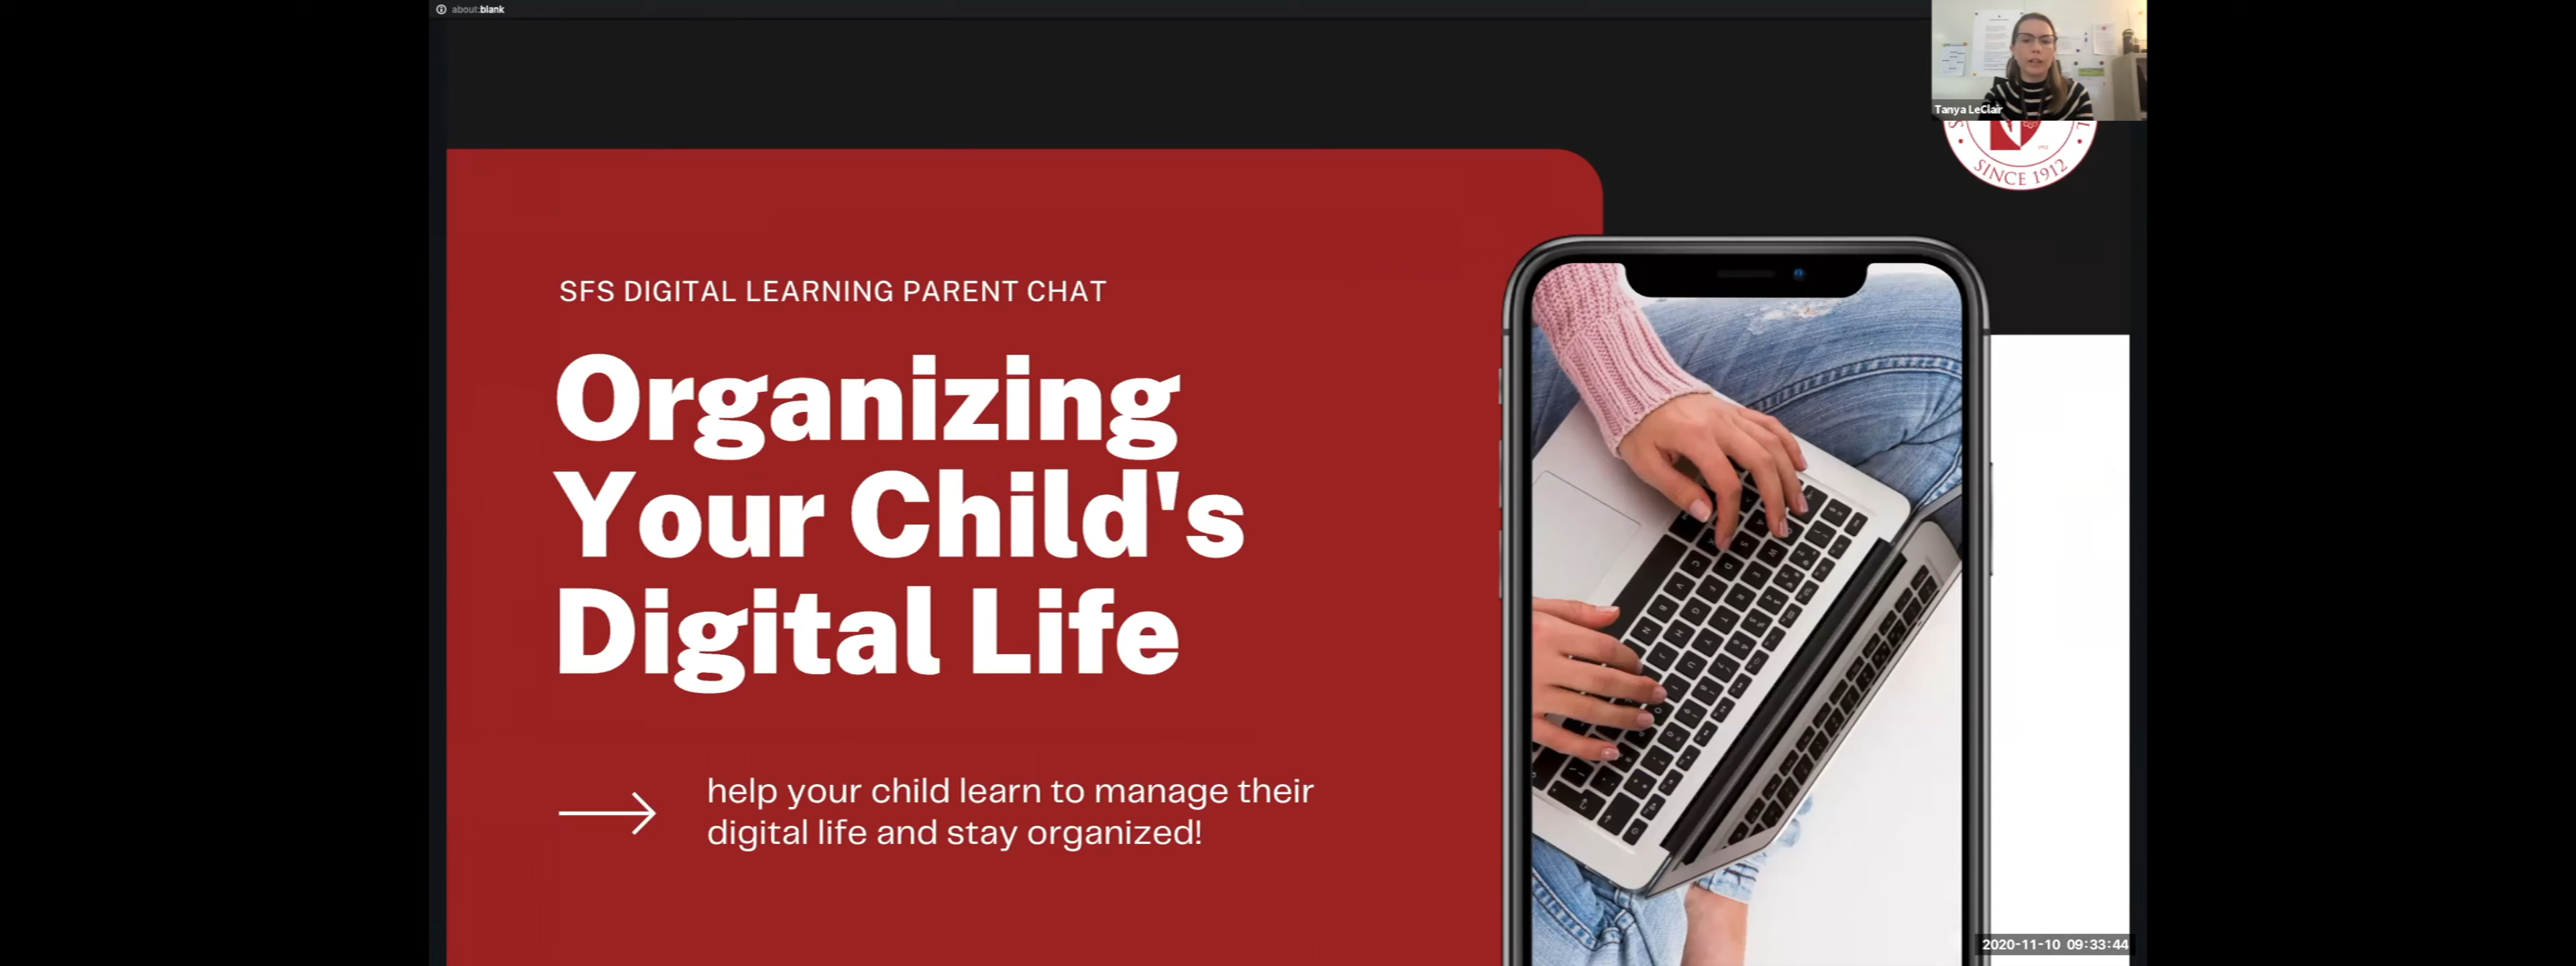 about:blank
Tanya LeClair
SINCE 1912
SFS DIGITAL LEARNING PARENT CHAT
Organizing
Your Child's
Digital Life
help your child learn to manage their
digital life and stay organized!
2020-11-10 09:33:44